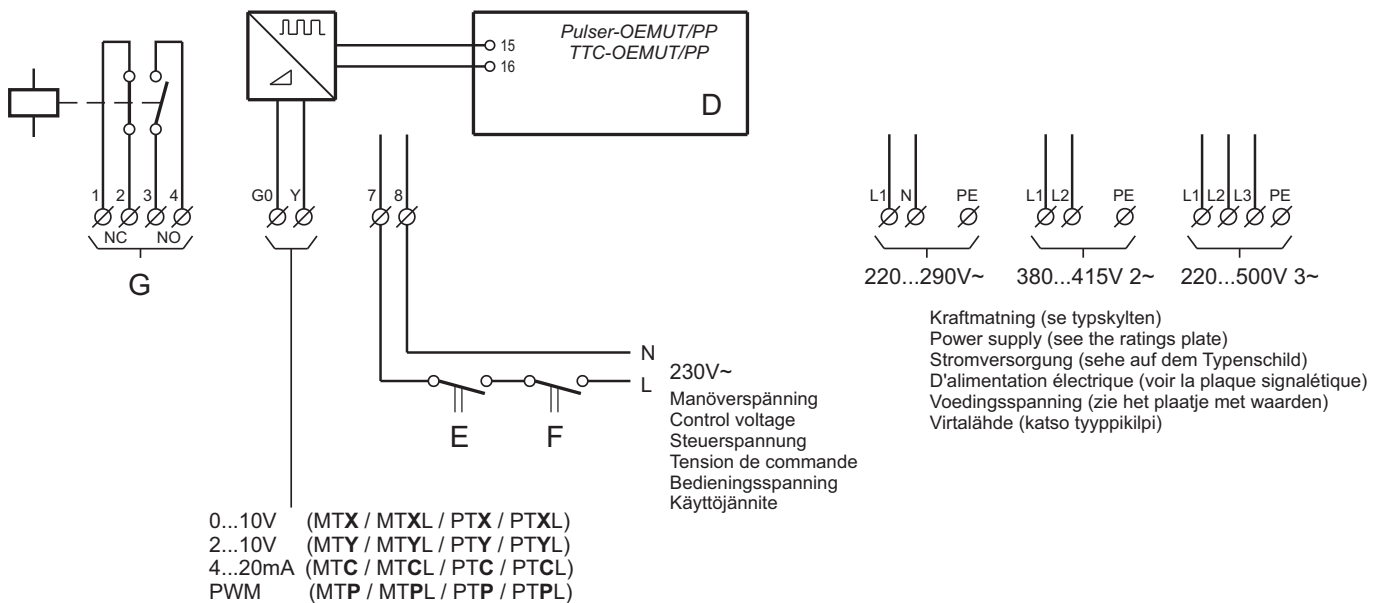 Pulser-OEMUT/PP
TTC-OEMUT/PP
15
16
D
1 2 3 4
NC NO
G
G0 Y
7 8
L1 N PE
220...290V~
L1 L2 PE
380...415V 2~
L1 L2 L3 PE
220...500V 3~
Kraftmatning (se typskylten)
Power supply (see the ratings plate)
Stromversorgung (sehe auf dem Typenschild)
D'alimentation électrique (voir la plaque signalétique)
Voedingsspanning (zie het plaatje met waarden)
Virtalähde (katso tyyppikilpi)
N
L
230V~
E F
Manöverspänning
Control voltage
Steuerspannung
Tension de commande
Bedieningsspanning
Käyttöjännite
0...10V (MTX / MTXL / PTX / PTXL)
2...10V (MTY / MTYL / PTY / PTYL)
4...20mA (MTC / MTCL / PTC / PTCL)
PWM (MTP / MTPL / PTP / PTPL)